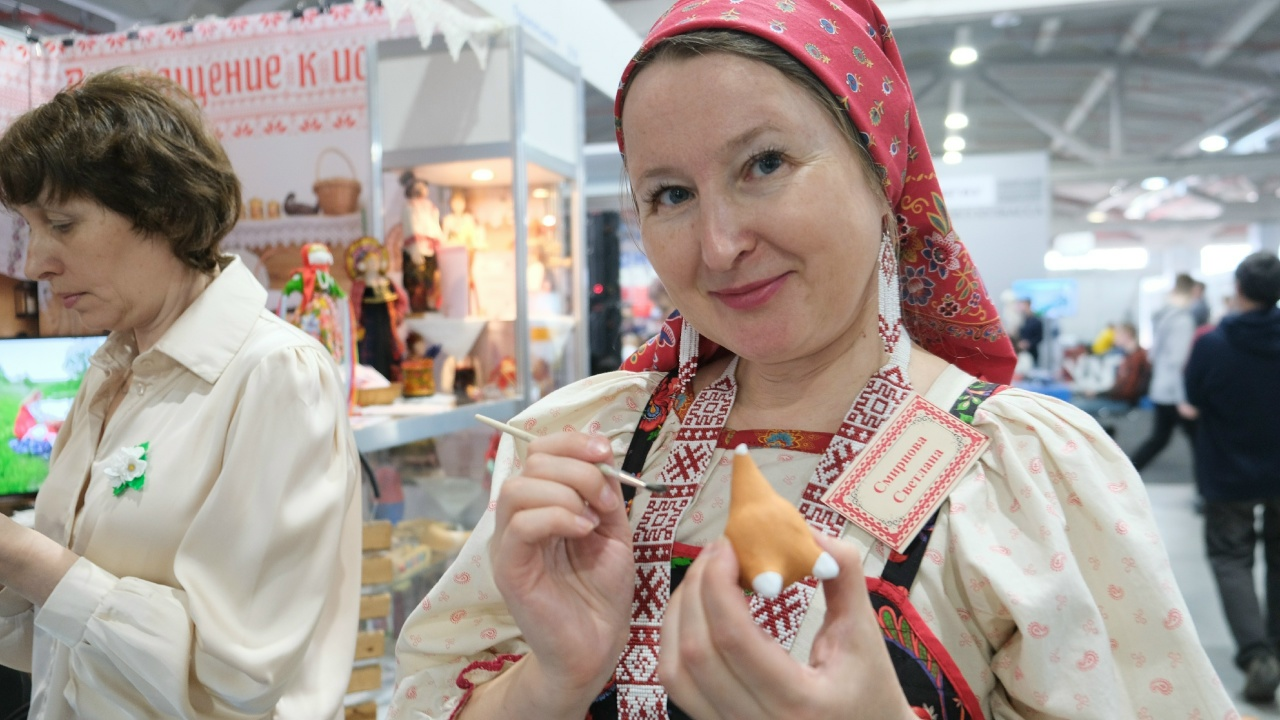 щение к ис
Смирнова
Светлана